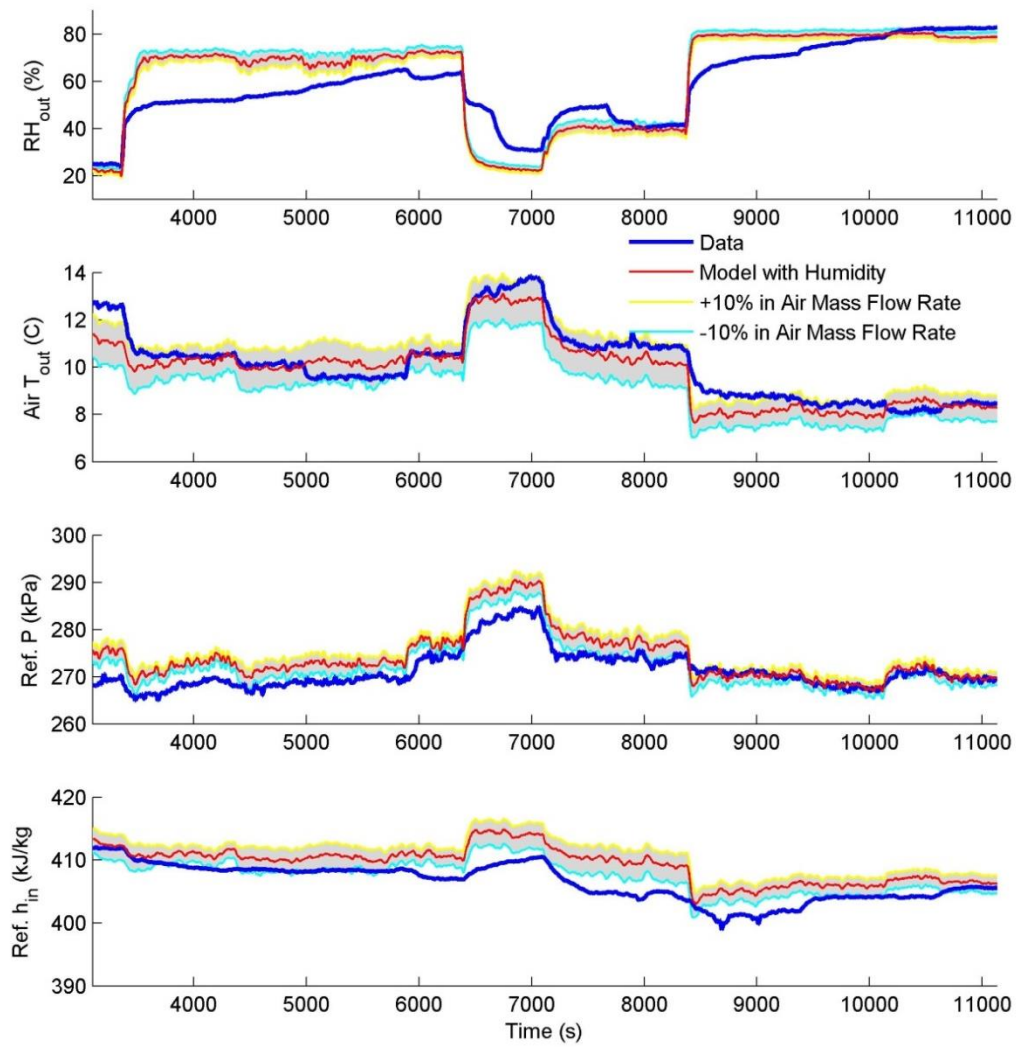 80
60
40
20
RH_out (%)
4000 5000 6000 7000 8000 9000 10000 11000
Data
Model with Humidity
+10% in Air Mass Flow Rate
-10% in Air Mass Flow Rate
14
12
10
8
6
Air T_out (C)
4000 5000 6000 7000 8000 9000 10000 11000
300
290
280
270
260
Ref. P (kPa)
4000 5000 6000 7000 8000 9000 10000 11000
420
410
400
390
Ref. h_in (kJ/kg)
4000 5000 6000 7000 8000 9000 10000 11000
Time (s)